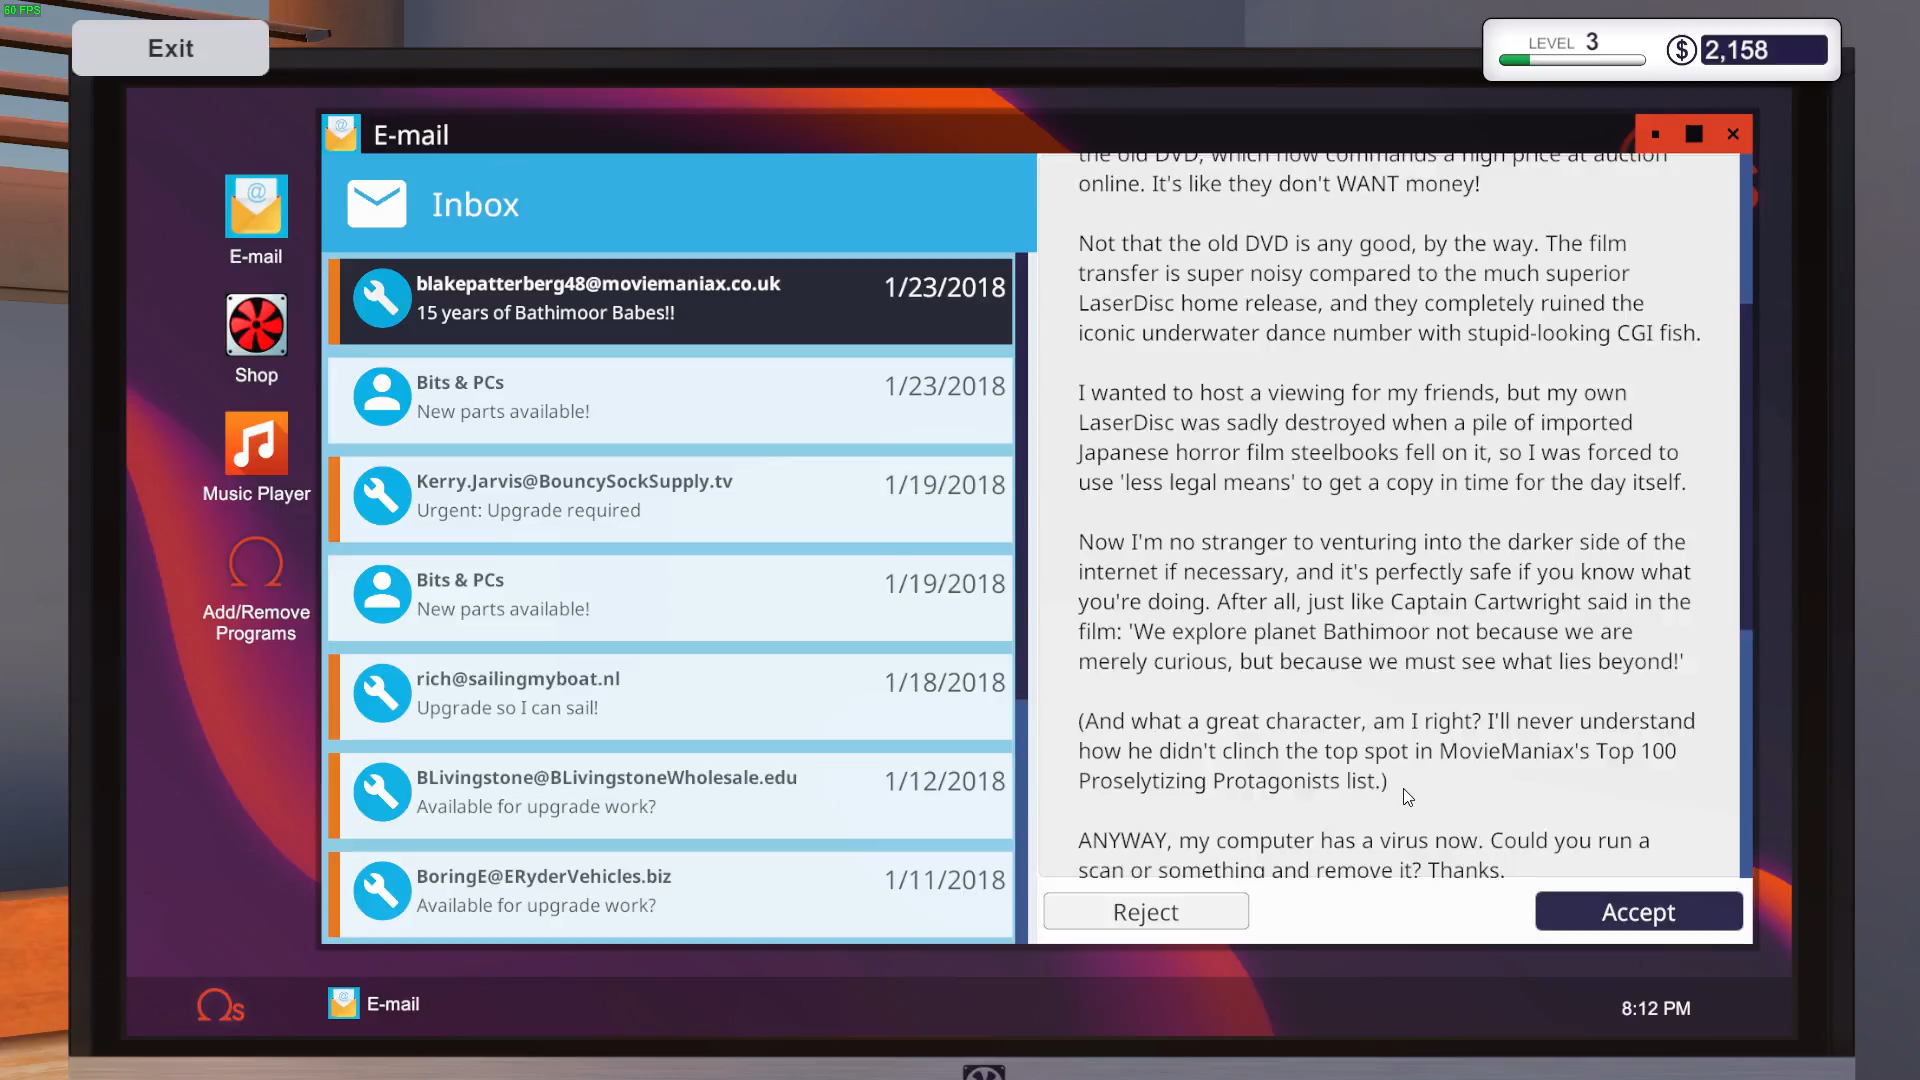 60 FPS
Exit
LEVEL 3
$ 2,158
E-mail
Inbox
blakepatterberg48@moviemaniax.co.uk
1/23/2018
15 years of Bathimoor Babes!!
Bits & PCs
1/23/2018
New parts available!
Kerry.Jarvis@BouncySockSupply.tv
1/19/2018
Urgent: Upgrade required
Bits & PCs
1/19/2018
New parts available!
rich@sailingmyboat.nl
1/18/2018
Upgrade so I can sail!
BLivingstone@BLivingstoneWholesale.edu
1/12/2018
Available for upgrade work?
BoringE@ERyderVehicles.biz
1/11/2018
Available for upgrade work?
E-mail
Shop
Music Player
Add/Remove
Programs
the old DVD, which now commands a high price at auction
online. It's like they don't WANT money!
Not that the old DVD is any good, by the way. The film
transfer is super noisy compared to the much superior
LaserDisc home release, and they completely ruined the
iconic underwater dance number with stupid-looking CGI fish.
I wanted to host a viewing for my friends, but my own
LaserDisc was sadly destroyed when a pile of imported
Japanese horror film steelbooks fell on it, so I was forced to
use 'less legal means' to get a copy in time for the day itself.
Now I'm no stranger to venturing into the darker side of the
internet if necessary, and it's perfectly safe if you know what
you're doing. After all, just like Captain Cartwright said in the
film: 'We explore planet Bathimoor not because we are
merely curious, but because we must see what lies beyond!'
(And what a great character, am I right? I'll never understand
how he didn't clinch the top spot in MovieManiax's Top 100
Proselytizing Protagonists list.)
ANYWAY, my computer has a virus now. Could you run a
scan or something and remove it? Thanks.
Reject
Accept
Ωs
E-mail
8:12 PM